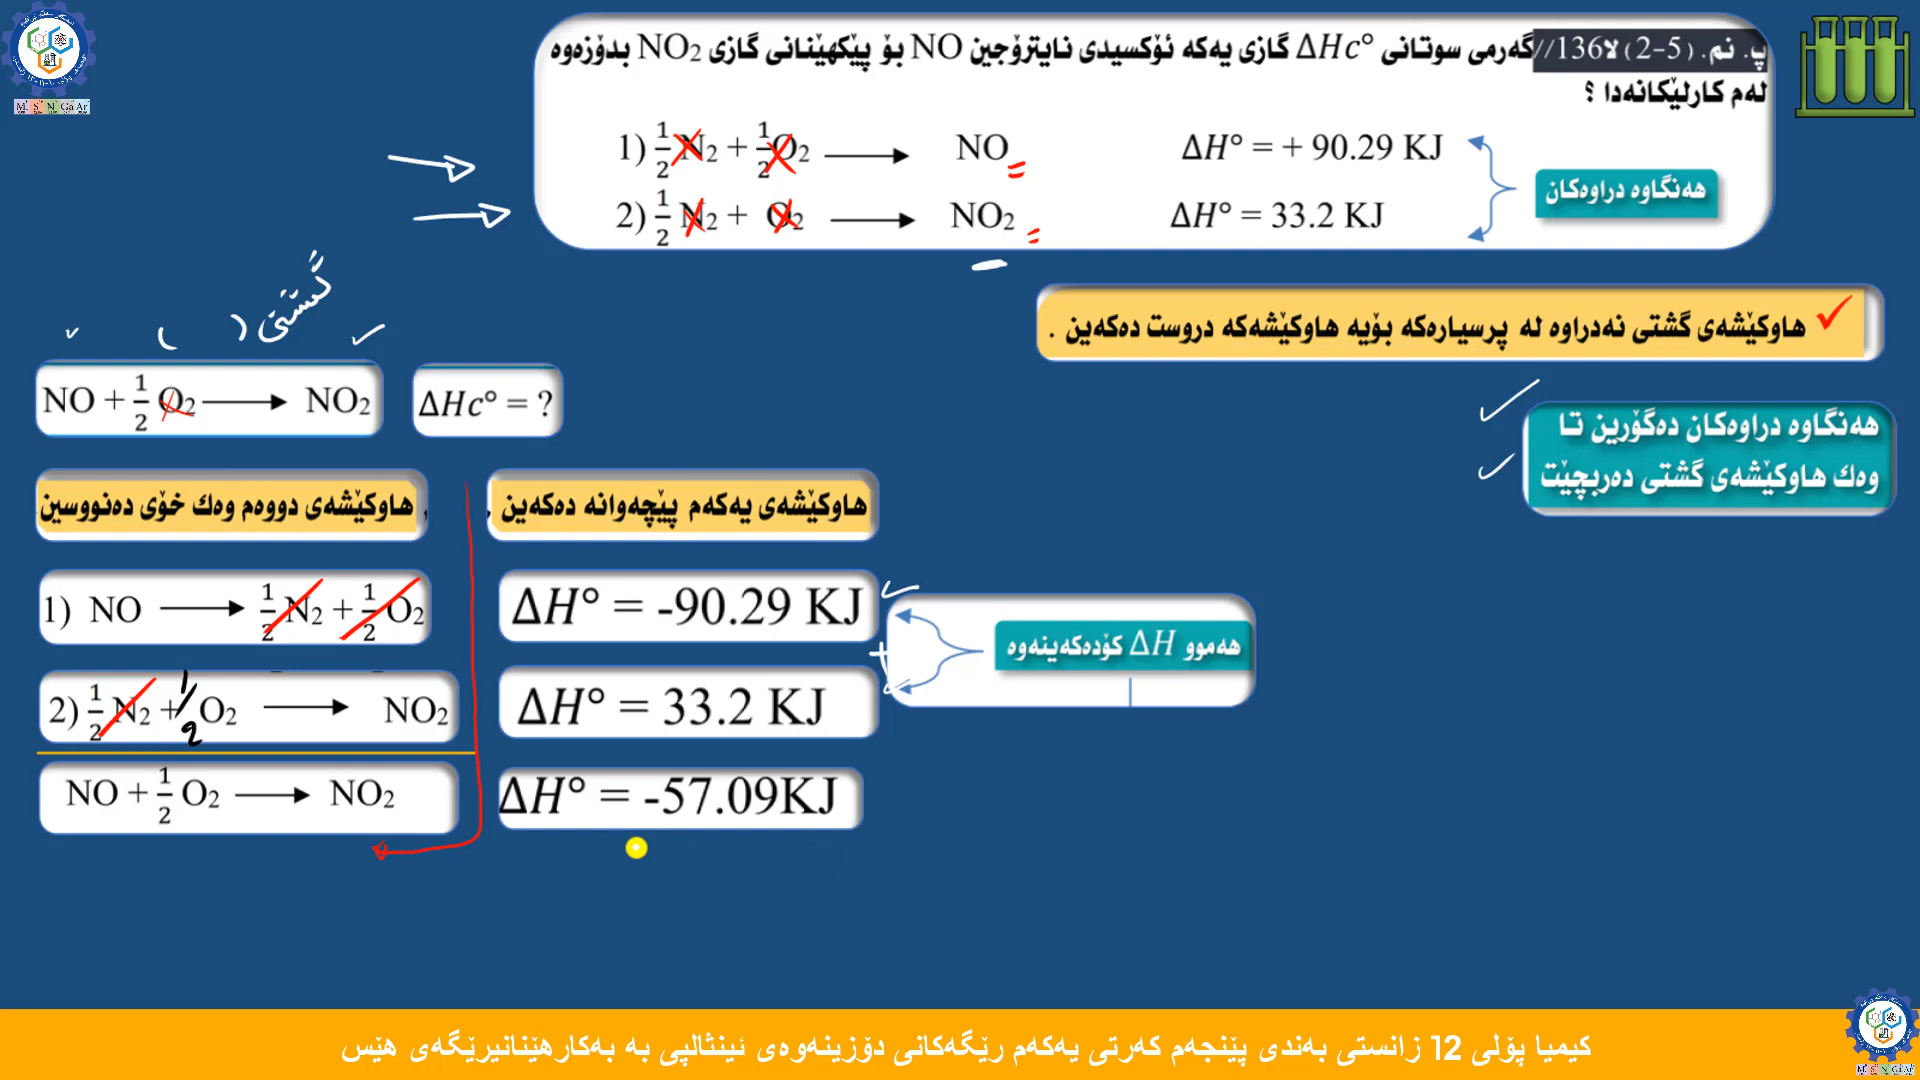 پ. نم. (5-2) لا136//گەرمی سوتانی ΔHc° گازی یەکە ئۆکسیدی نایترۆجین NO بۆ پێکهێنانی گازی NO2 بدۆزەوە
لەم کارلێکانەدا ؟
1) 1/2 N2 + 1/2 O2 ⟶ NO ΔH° = + 90.29 KJ
2) 1/2 N2 + O2 ⟶ NO2 ΔH° = 33.2 KJ
هەنگاوە دراوەکان
هاوکێشەی گشتی نەدراوە لە پرسیارەکە بۆیە هاوکێشەکە دروست دەکەین .
گشتی ( )
NO + 1/2 O2 ⟶ NO2 ΔHc° = ?
هەنگاوە دراوەکان دەگۆرین تا
وەك هاوکێشەی گشتی دەربچێت
هاوکێشەی یەکەم پێچەوانە دەکەین ,
هاوکێشەی دووەم وەك خۆی دەنووسین ,
1) NO ⟶ 1/2 N2 + 1/2 O2 ΔH° = -90.29 KJ
هەموو ΔH کۆدەکەینەوە
+
2) 1/2 N2 + 1/2 O2 ⟶ NO2 ΔH° = 33.2 KJ
NO + 1/2 O2 ⟶ NO2 ΔH° = -57.09KJ
کیمیا پۆلی 12 زانستی بەندی پێنجەم کەرتی یەکەم رێگەکانی دۆزینەوەی ئینثالپی بە بەکارهێنانیرێگەی هێس